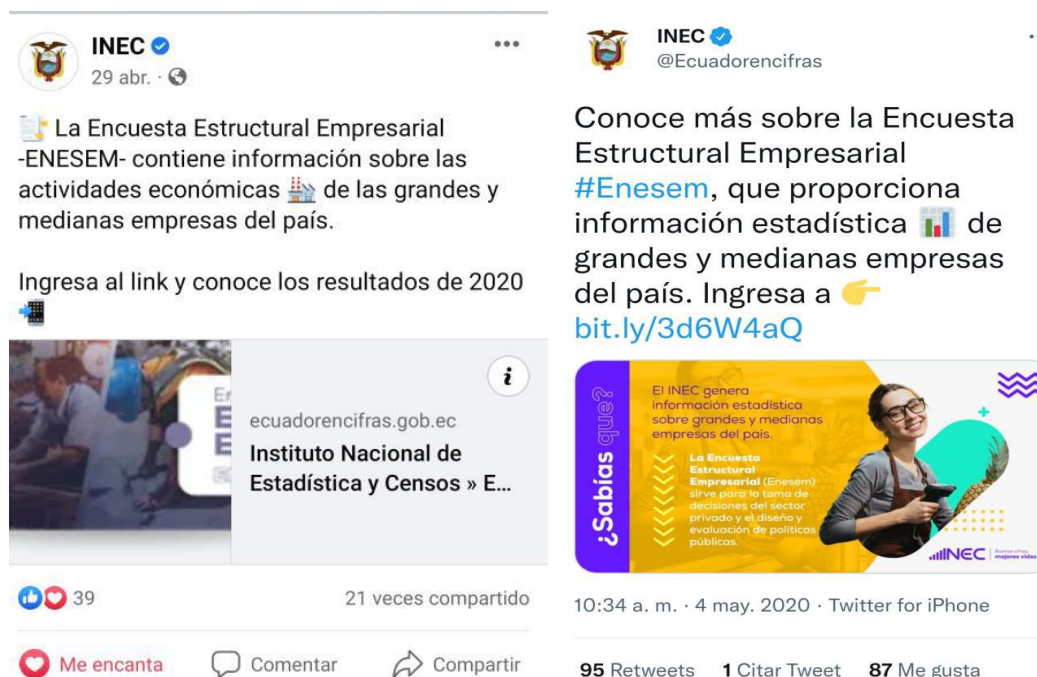 INEC
29 abr. ·
La Encuesta Estructural Empresarial
-ENESEM- contiene información sobre las
actividades económicas de las grandes y
medianas empresas del país.
Ingresa al link y conoce los resultados de 2020
ecuadorencifras.gob.ec
Instituto Nacional de
Estadística y Censos » E...
39
21 veces compartido
Me encanta
Comentar
Compartir
INEC
@Ecuadorencifras
Conoce más sobre la Encuesta
Estructural Empresarial
#Enesem, que proporciona
información estadística de
grandes y medianas empresas
del país. Ingresa a
bit.ly/3d6W4aQ
¿Sabías que?
El INEC genera
información estadística
sobre grandes y medianas
empresas del país.
La Encuesta
Estructural
Empresarial (Enesem)
sirve para la toma de
decisiones del sector
privado y el diseño y
evaluación de políticas
públicas.
INEC
Buenas cifras,
mejores vidas
10:34 a. m. · 4 may. 2020 · Twitter for iPhone
95 Retweets 1 Citar Tweet 87 Me gusta